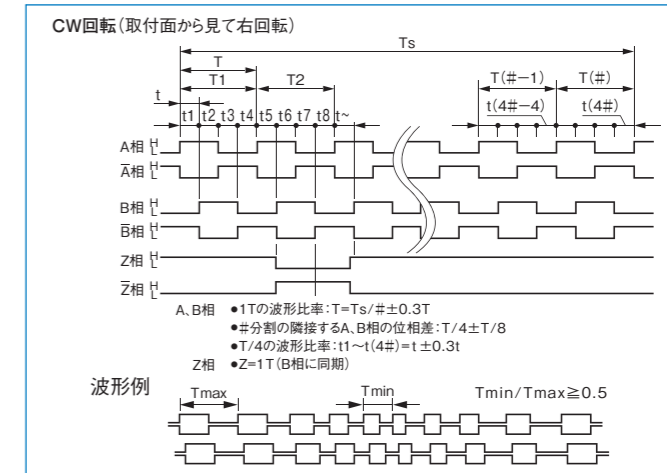 CW回転(取付面から見て右回転)
Ts
T
T1 T2 T(#−1) T(#)
t
t1 t2 t3 t4 t5 t6 t7 t8 t~ t(4#−4) t(4#)
A相 H L
A̅相 H L
B相 H L
B̅相 H L
Z相 H L
Z̅相 H L
A、B相 ●1Tの波形比率:T=Ts/#±0.3T
●#分割の隣接するA、B相の位相差:T/4±T/8
●T/4の波形比率:t1~t(4#)=t±0.3t
Z相 ●Z=1T(B相に同期)
波形例 Tmax Tmin Tmin/Tmax≧0.5